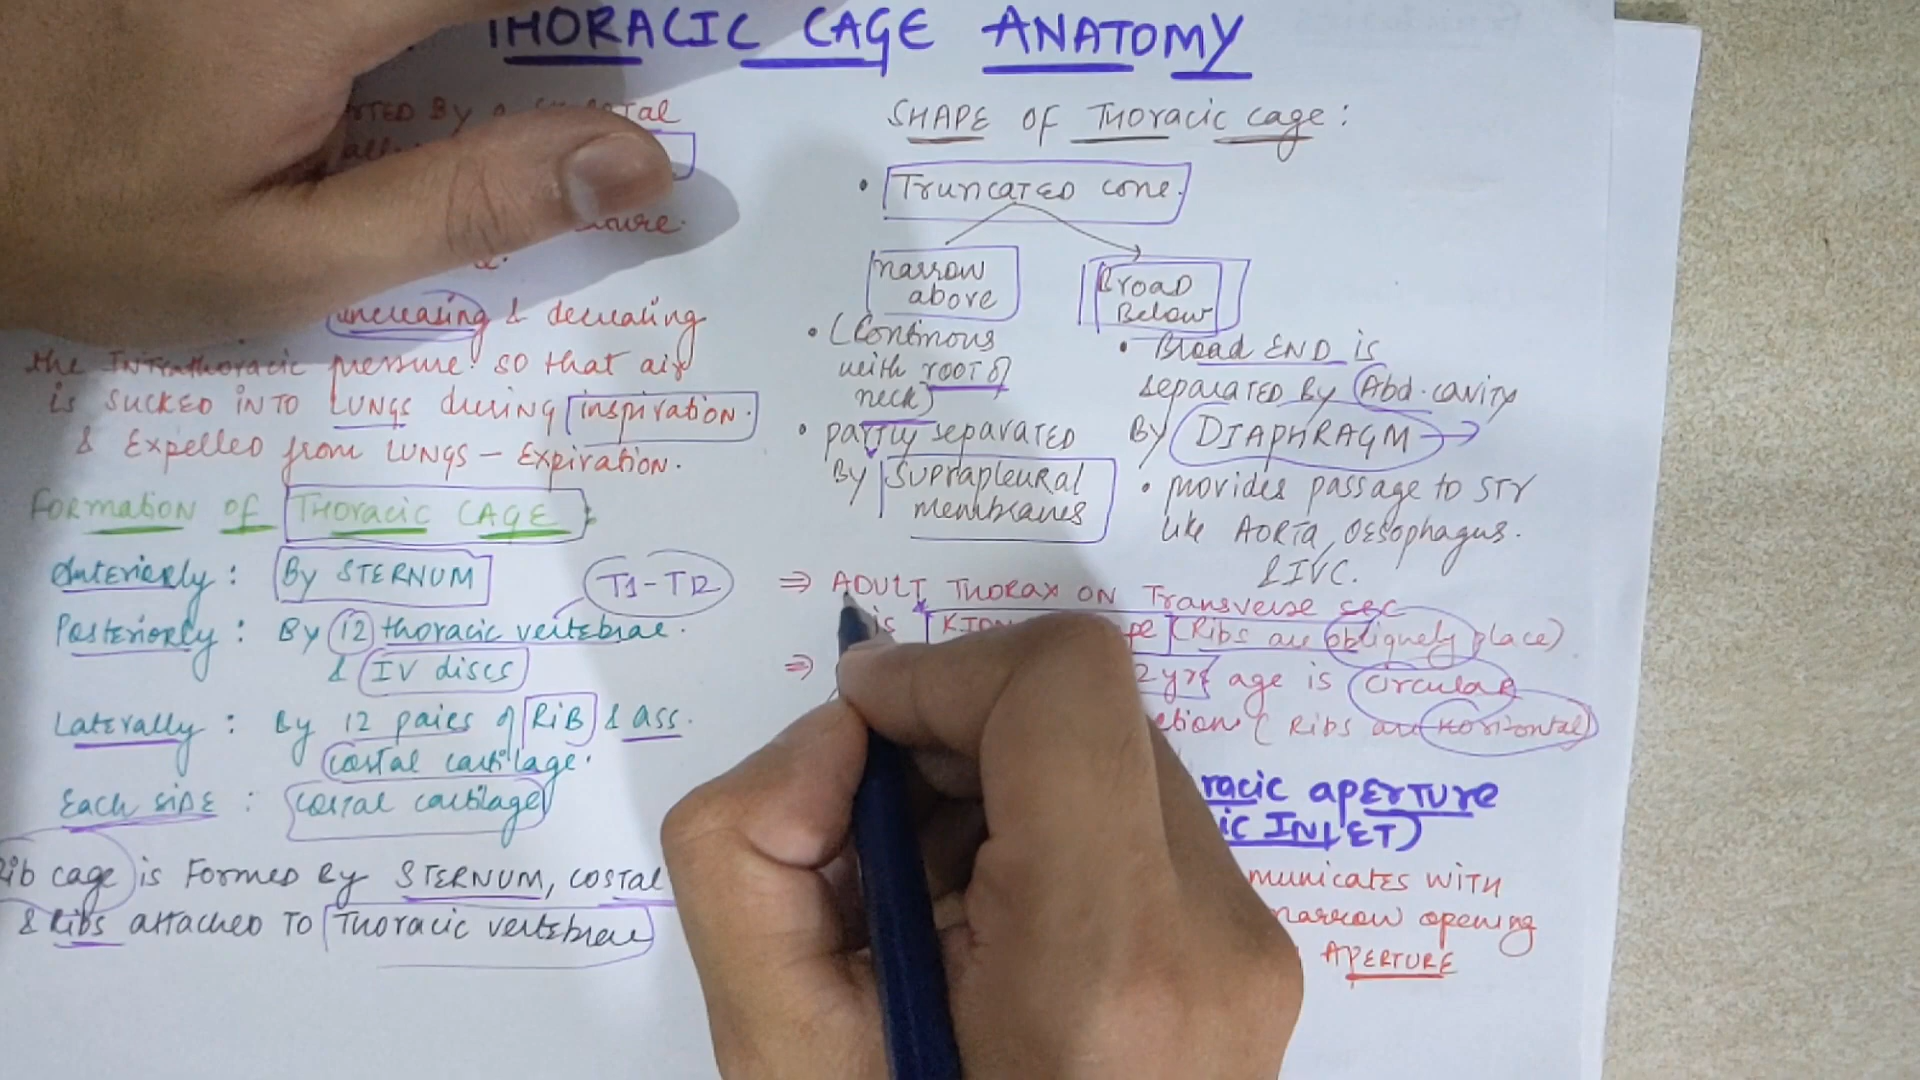 THORACIC CAGE ANATOMY
By a
increasing & decreating
the Intrathoracic pressure so that air
is SUCKED INTO LUNGS during inspiration.
& Expelled from LUNGS - Expiration.
Formation of Thoracic CAGE :
Anteriorly : By STERNUM
T1-T12
Posteriorly : By 12 thoracic vertebrae.
& IV discs
Laterally : By 12 paies of RiB & ass.
costal cartilage.
Each SIDE : costal cartilage
cage is Formed By STERNUM, COSTAL
& Ribs attached TO Thoracic vertebrae
SHAPE OF Thoracic cage :
• Truncated cone.
narrow
above
• (Continous
with root of
neck)
• partly separated
By Suprapleural
membranes
Broad
Below
• Broad END is
separated By Abd. cavity
By DIAPHRAGM →
• provides passage to STr
like AORTA, Oesophagus.
& IVC.
⇒ ADULT Thorax ON Transverse sec
is (Ribs are obliquely place)
⇒ 2yr age is circular
(Ribs are Horizontal)
aperture
INLET)
WITH
narrow opening
APERTURE